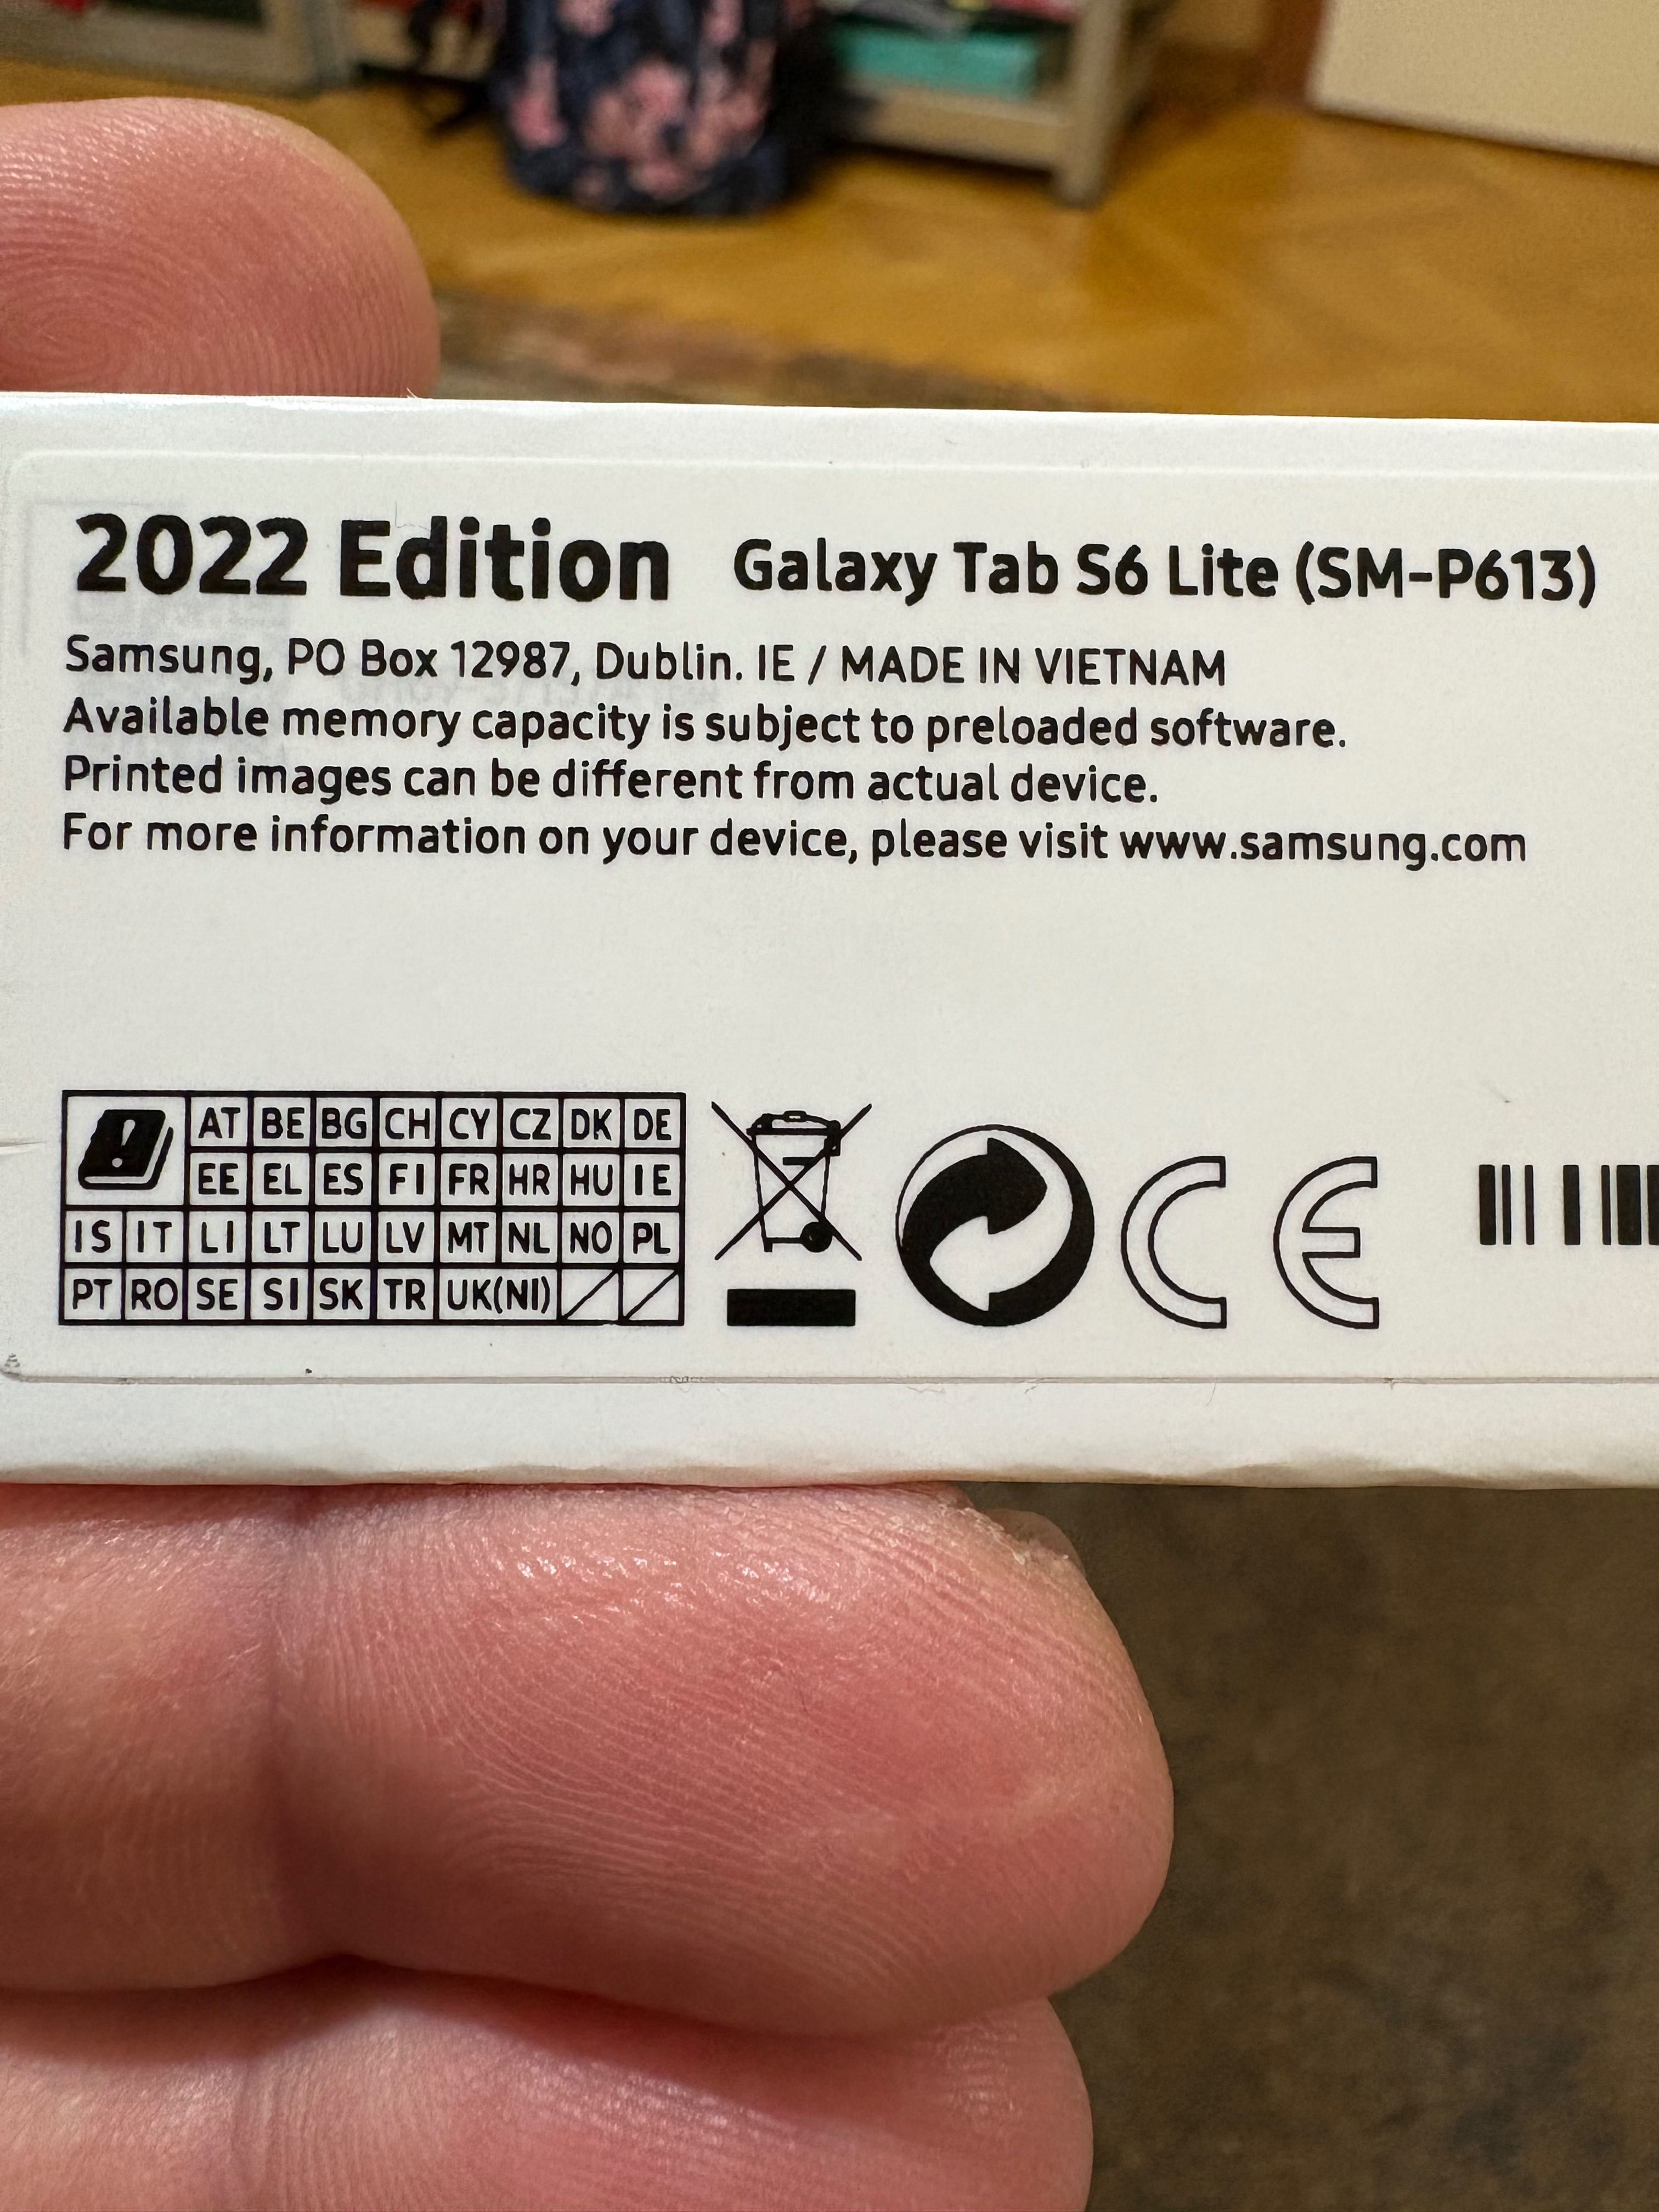 2022 Edition Galaxy Tab S6 Lite (SM-P613)
Samsung, PO Box 12987, Dublin. IE / MADE IN VIETNAM
Available memory capacity is subject to preloaded software.
Printed images can be different from actual device.
For more information on your device, please visit www.samsung.com
AT BE BG CH CY CZ DK DE
EE EL ES FI FR HR HU IE
IS IT LI LT LU LV MT NL NO PL
PT RO SE SI SK TR UK(NI)
CE